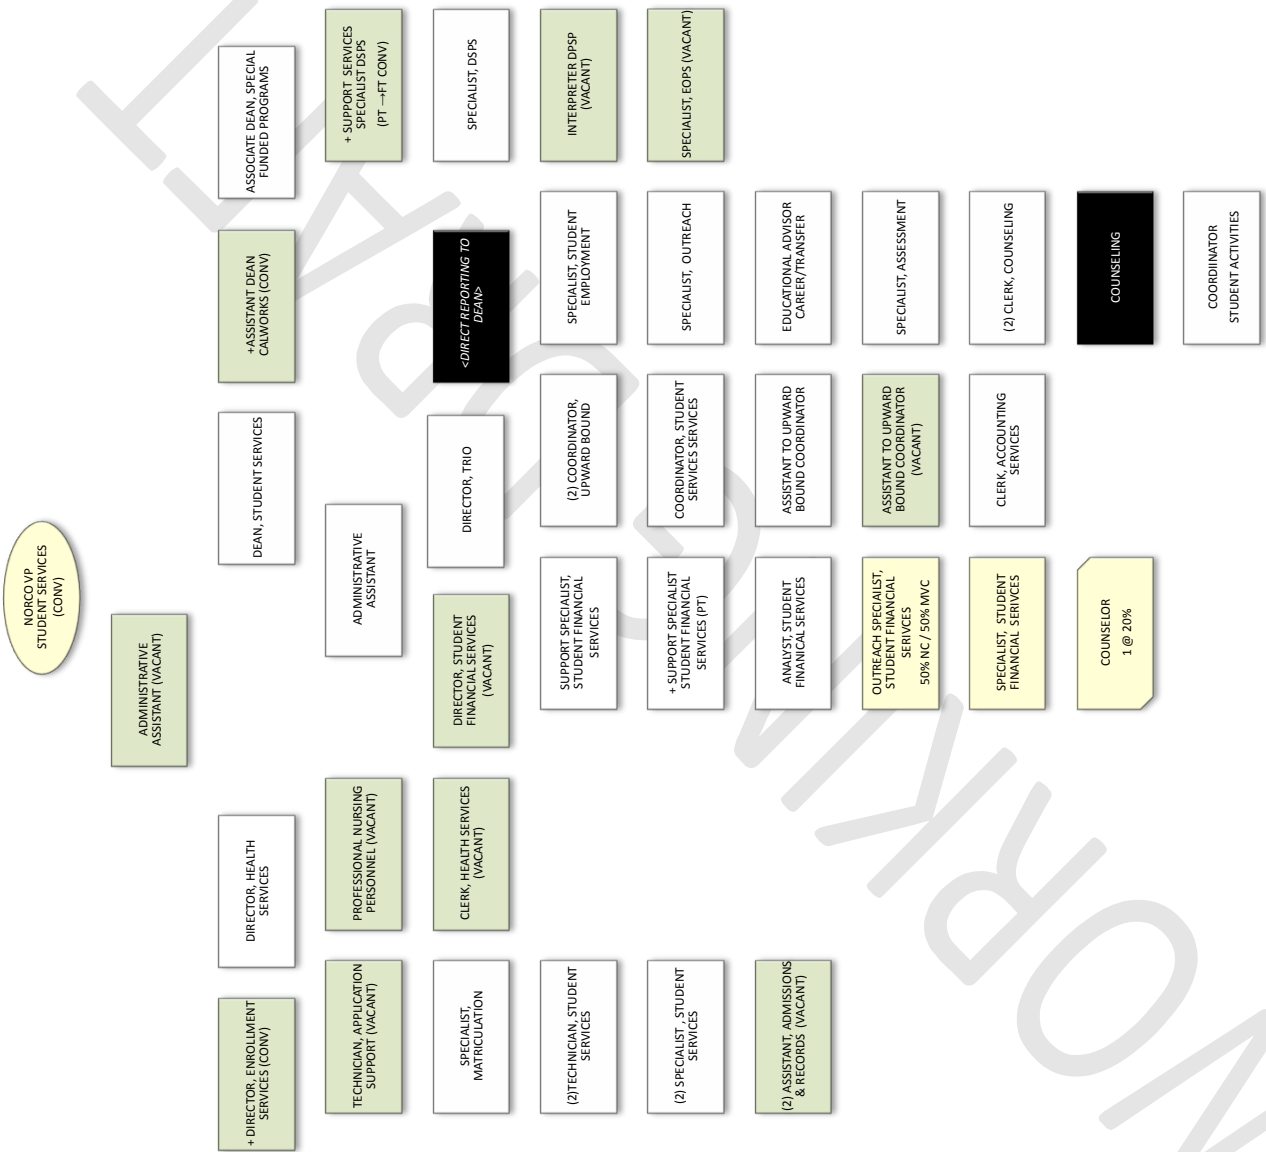 NORCO VP
STUDENT SERVICES
(CONV)
ADMINISTRATIVE
ASSISTANT (VACANT)
+ DIRECTOR, ENROLLMENT
SERVICES (CONV)
DIRECTOR, HEALTH
SERVICES
DEAN, STUDENT SERVICES
+ASSISTANT DEAN
CALWORKS (CONV)
ASSOCIATE DEAN, SPECIAL
FUNDED PROGRAMS
TECHNICIAN, APPLICATION
SUPPORT (VACANT)
PROFESSIONAL NURSING
PERSONNEL (VACANT)
ADMINISTRATIVE
ASSISTANT
+ SUPPORT SERVICES
SPECIALIST DSPS
(PT →FT CONV)
SPECIALIST,
MATRICULATION
CLERK, HEALTH SERVICES
(VACANT)
DIRECTOR, STUDENT
FINANCIAL SERVICES
(VACANT)
DIRECTOR, TRIO
<DIRECT REPORTING TO
DEAN>
SPECIALIST, DSPS
(2)TECHNICIAN, STUDENT
SERVICES
SUPPORT SPECIALIST,
STUDENT FINANCIAL
SERVICES
(2) COORDINATOR,
UPWARD BOUND
SPECIALIST, STUDENT
EMPLOYMENT
INTERPRETER DPSP
(VACANT)
(2) SPECIALIST , STUDENT
SERVICES
+ SUPPORT SPECIALIST
STUDENT FINANCIAL
SERVICES (PT)
COORDINATOR, STUDENT
SERVICES SERVICES
SPECIALIST, OUTREACH
SPECIALIST, EOPS (VACANT)
(2) ASSISTANT, ADMISSIONS
& RECORDS (VACANT)
ANALYST, STUDENT
FINANICAL SERVICES
ASSISTANT TO UPWARD
BOUND COORDINATOR
EDUCATIONAL ADVISOR
CAREER/TRANSFER
OUTREACH SPECIALIST,
STUDENT FINANCIAL
SERIVCES
50% NC / 50% MVC
ASSISTANT TO UPWARD
BOUND COORDINATOR
(VACANT)
SPECIALIST, ASSESSMENT
SPECIALIST, STUDENT
FINANCIAL SERIVCES
CLERK, ACCOUNTING
SERVICES
(2) CLERK, COUNSELING
COUNSELOR
1 @ 20%
COUNSELING
COORDIINATOR
STUDENT ACTIVITIES
WORKING DRAFT